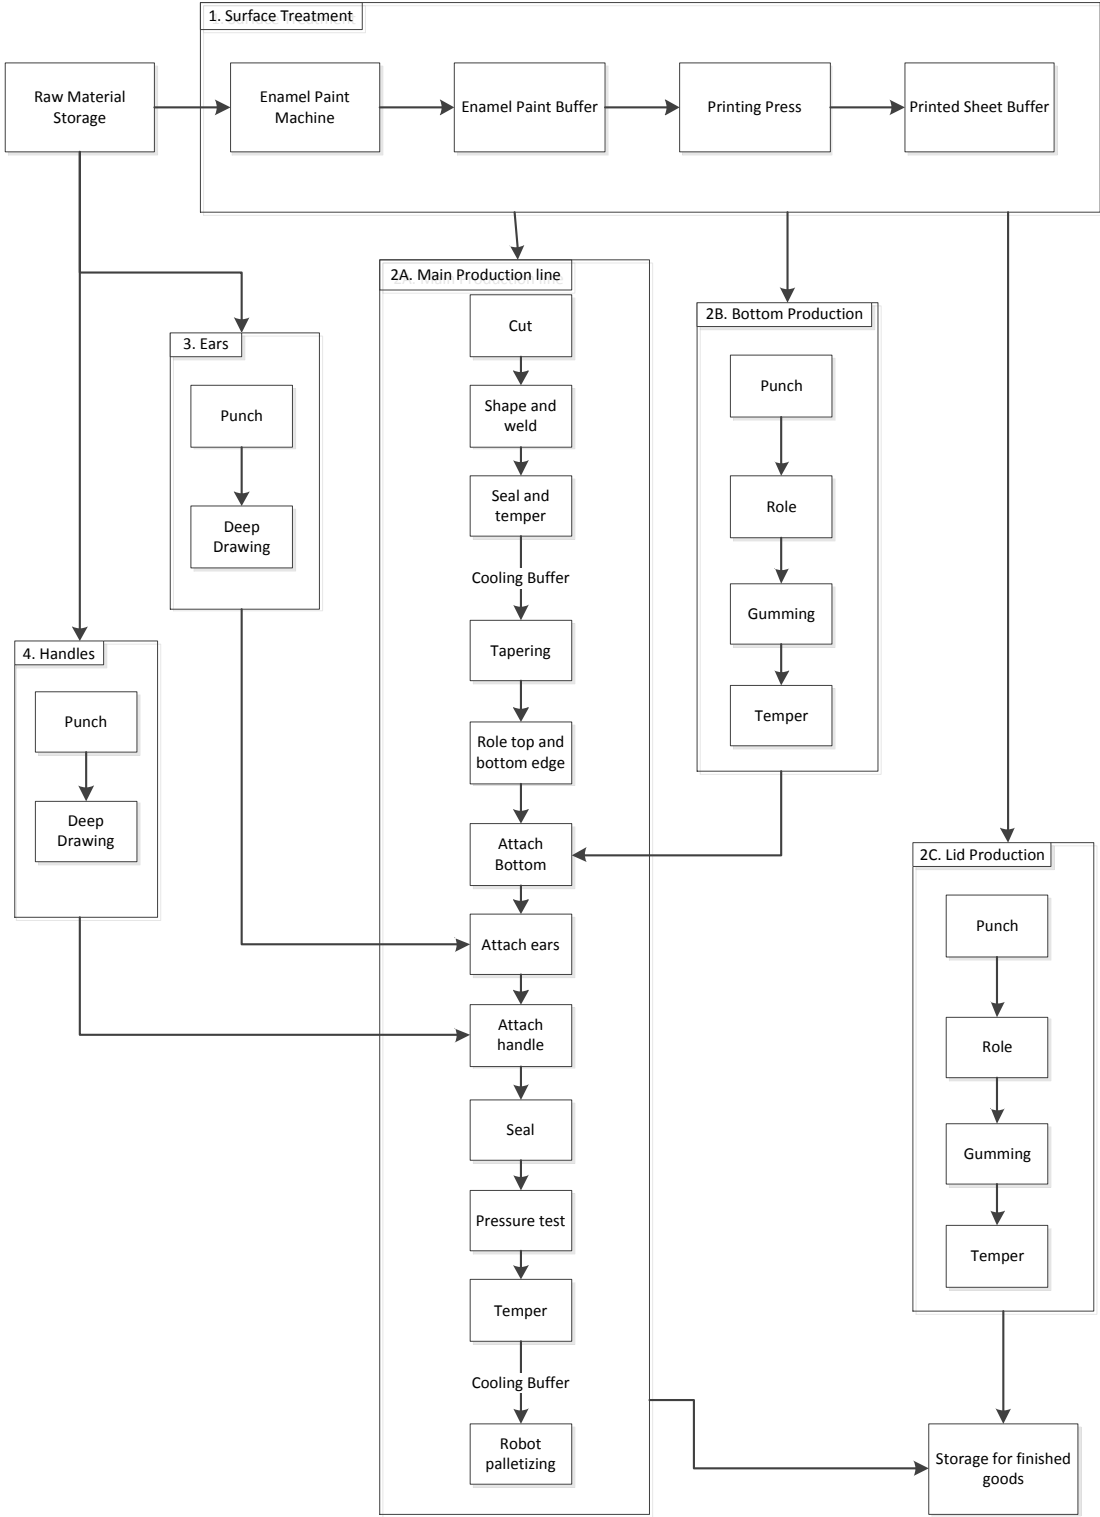 1. Surface Treatment
Raw Material
Storage
Enamel Paint
Machine
Enamel Paint Buffer
Printing Press
Printed Sheet Buffer
2A. Main Production line
Cut
Shape and
weld
Seal and
temper
Cooling Buffer
Tapering
Role top and
bottom edge
Attach
Bottom
Attach ears
Attach
handle
Seal
Pressure test
Temper
Cooling Buffer
Robot
palletizing
2B. Bottom Production
Punch
Role
Gumming
Temper
3. Ears
Punch
Deep
Drawing
4. Handles
Punch
Deep
Drawing
2C. Lid Production
Punch
Role
Gumming
Temper
Storage for finished
goods